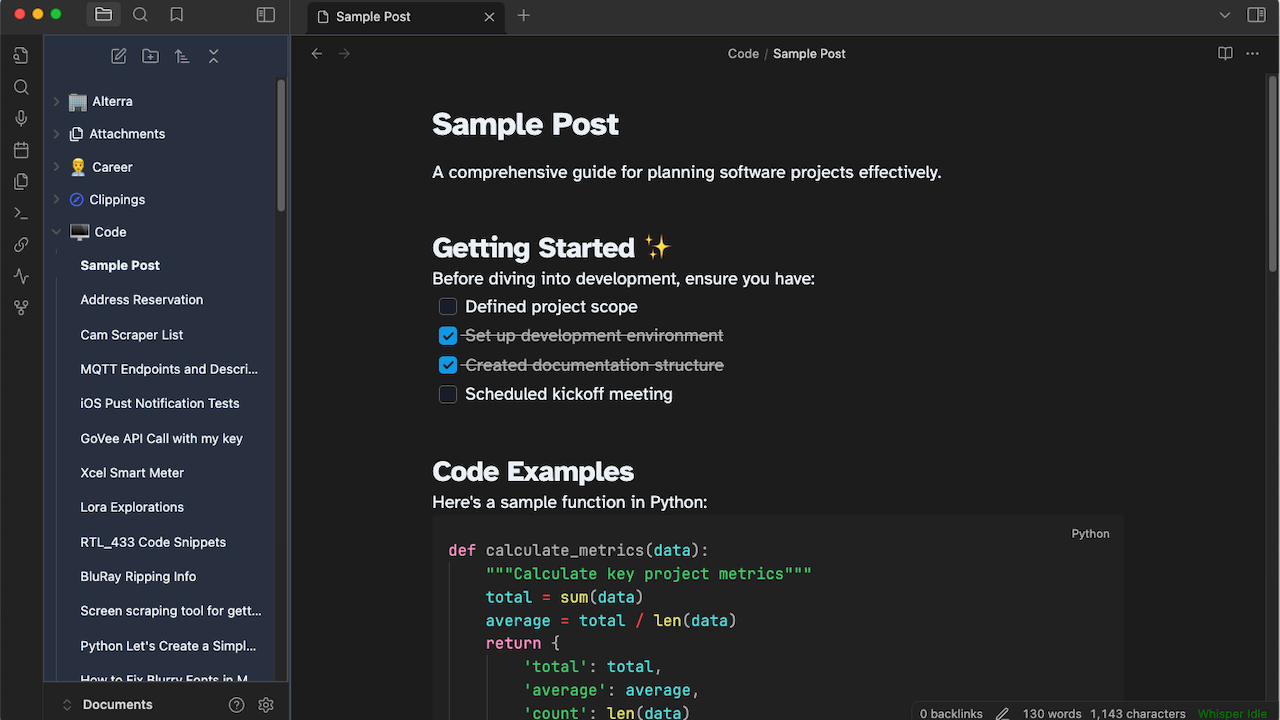 Sample Post
Code / Sample Post
Alterra
Attachments
Career
Clippings
Code
Sample Post
Address Reservation
Cam Scraper List
MQTT Endpoints and Descri...
iOS Pust Notification Tests
GoVee API Call with my key
Xcel Smart Meter
Lora Explorations
RTL_433 Code Snippets
BluRay Ripping Info
Screen scraping tool for gett...
Python Let's Create a Simpl...
How to Fix Blurry Fonts in M
Documents
Sample Post
A comprehensive guide for planning software projects effectively.
Getting Started ✨
Before diving into development, ensure you have:
Defined project scope
Set up development environment
Created documentation structure
Scheduled kickoff meeting
Code Examples
Here's a sample function in Python:
Python
def calculate_metrics(data):
"""Calculate key project metrics"""
total = sum(data)
average = total / len(data)
return {
'total': total,
'average': average,
'count': len(data)
0 backlinks 130 words 1,143 characters Whisper Idle